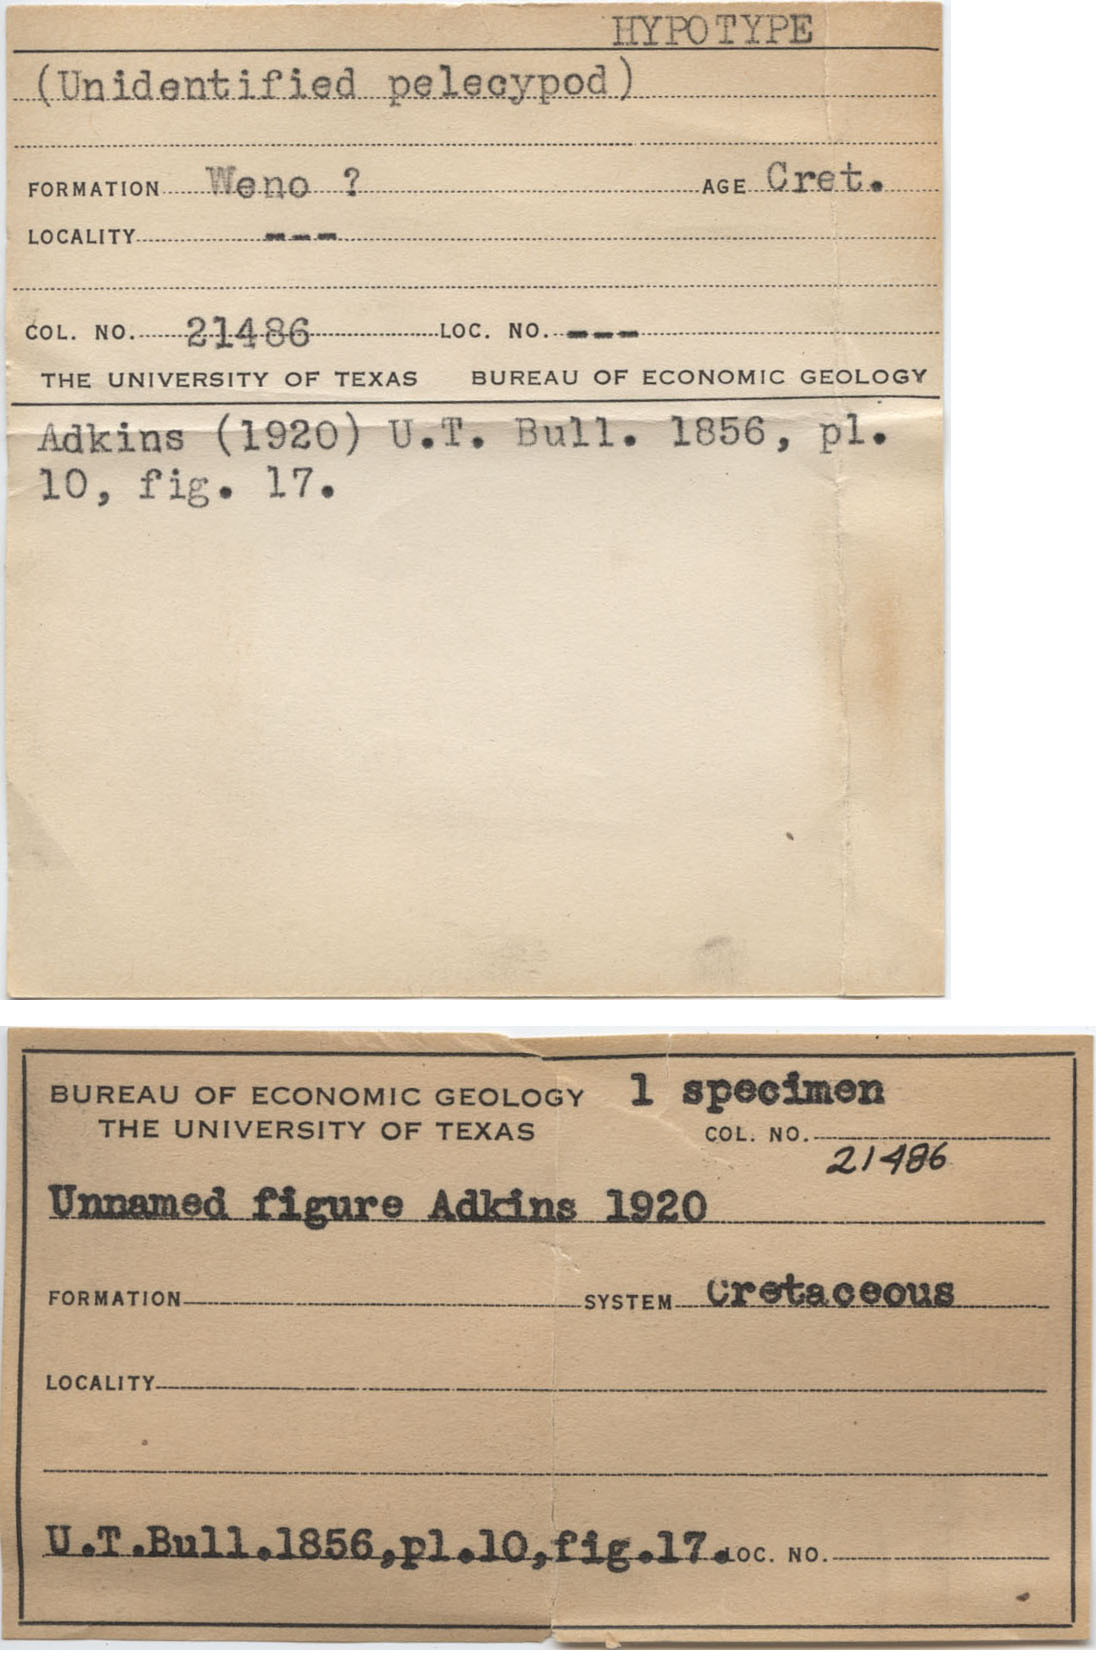 HYPOTYPE
(Unidentified pelecypod)
FORMATION Weno ? AGE Cret.
LOCALITY ---
COL. NO. 21486 LOC. NO. ---
THE UNIVERSITY OF TEXAS BUREAU OF ECONOMIC GEOLOGY
Adkins (1920) U.T. Bull. 1856, pl.
10, fig. 17.
BUREAU OF ECONOMIC GEOLOGY 1 specimen
THE UNIVERSITY OF TEXAS COL. NO.
21486
Unnamed figure Adkins 1920
FORMATION SYSTEM Cretaceous
LOCALITY
U.T.Bull.1856,pl.10,fig.17. LOC. NO.